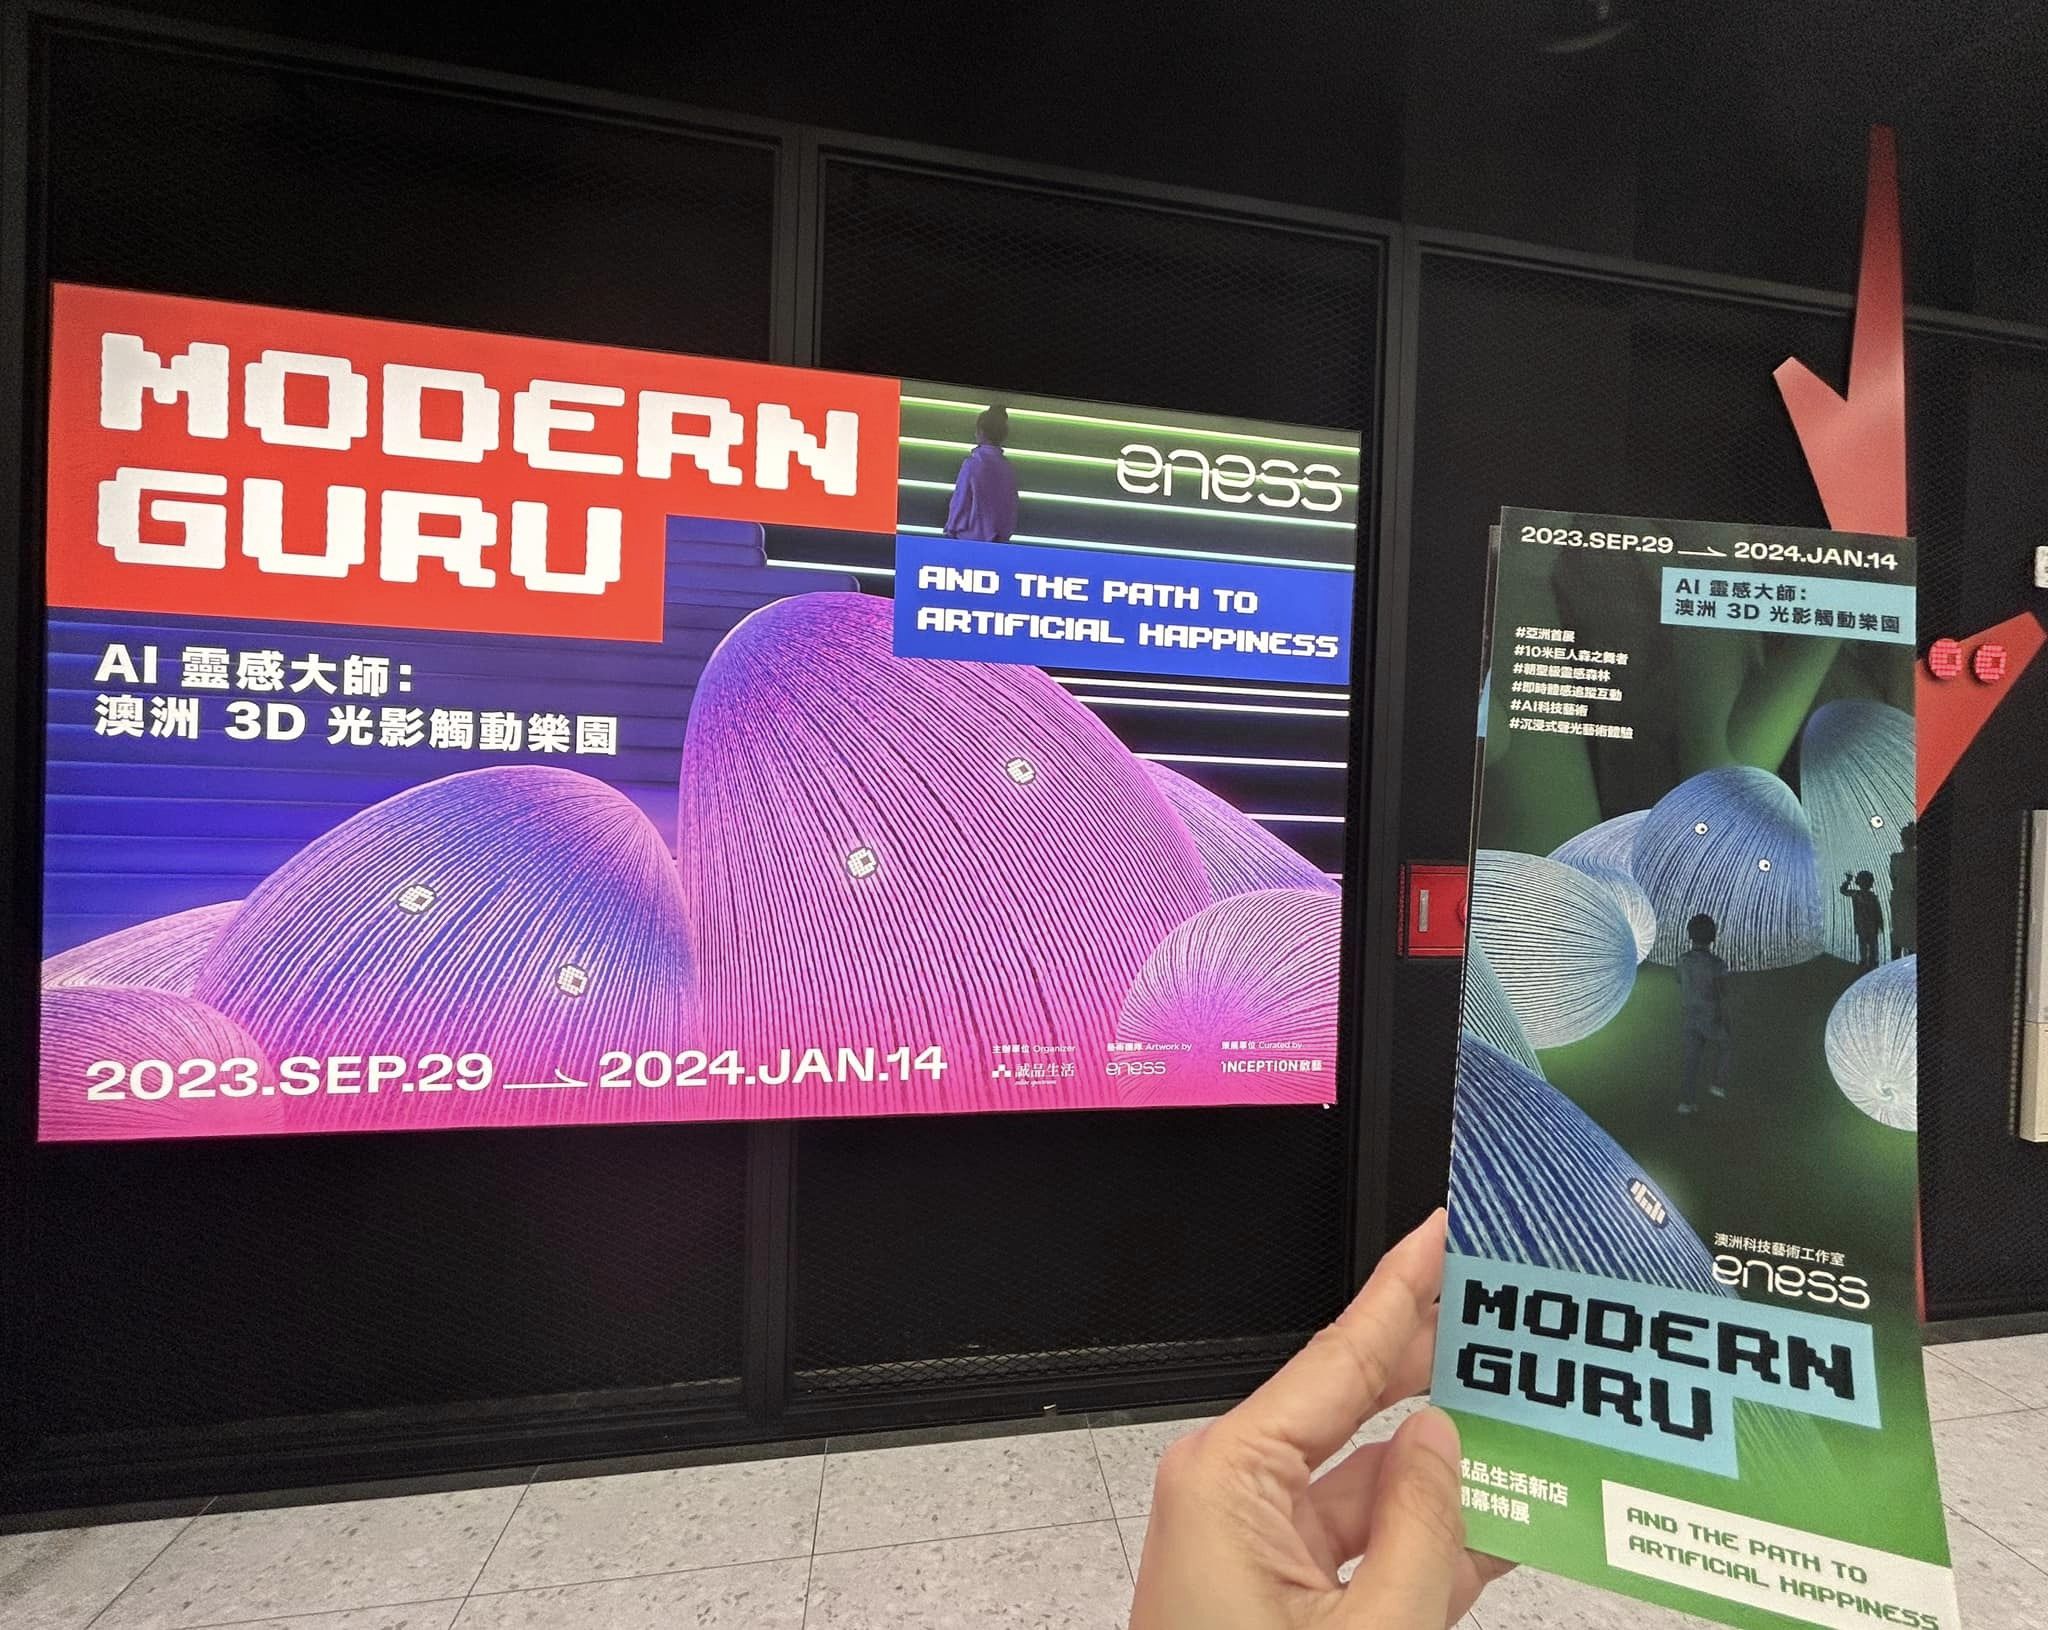 MODERN
GURU
eness
AND THE PATH TO
ARTIFICIAL HAPPINESS
AI 靈感大師：
澳洲 3D 光影觸動樂園
2023.SEP.29 2024.JAN.14
主辦單位 Organizer
誠品生活
eslite spectrum
藝術團隊 Artwork by
eness
策展單位 Curated by
INCEPTION啟藝
2023.SEP.29 2024.JAN.14
AI 靈感大師：
澳洲 3D 光影觸動樂園
#亞洲首展
#10米巨人森之舞者
#朝聖級靈感森林
#即時體感追蹤互動
#AI科技藝術
#沉浸式聲光藝術體驗
澳洲科技藝術工作室
eness
MODERN
GURU
誠品生活新店
開幕特展
AND THE PATH TO
ARTIFICIAL HAPPINESS